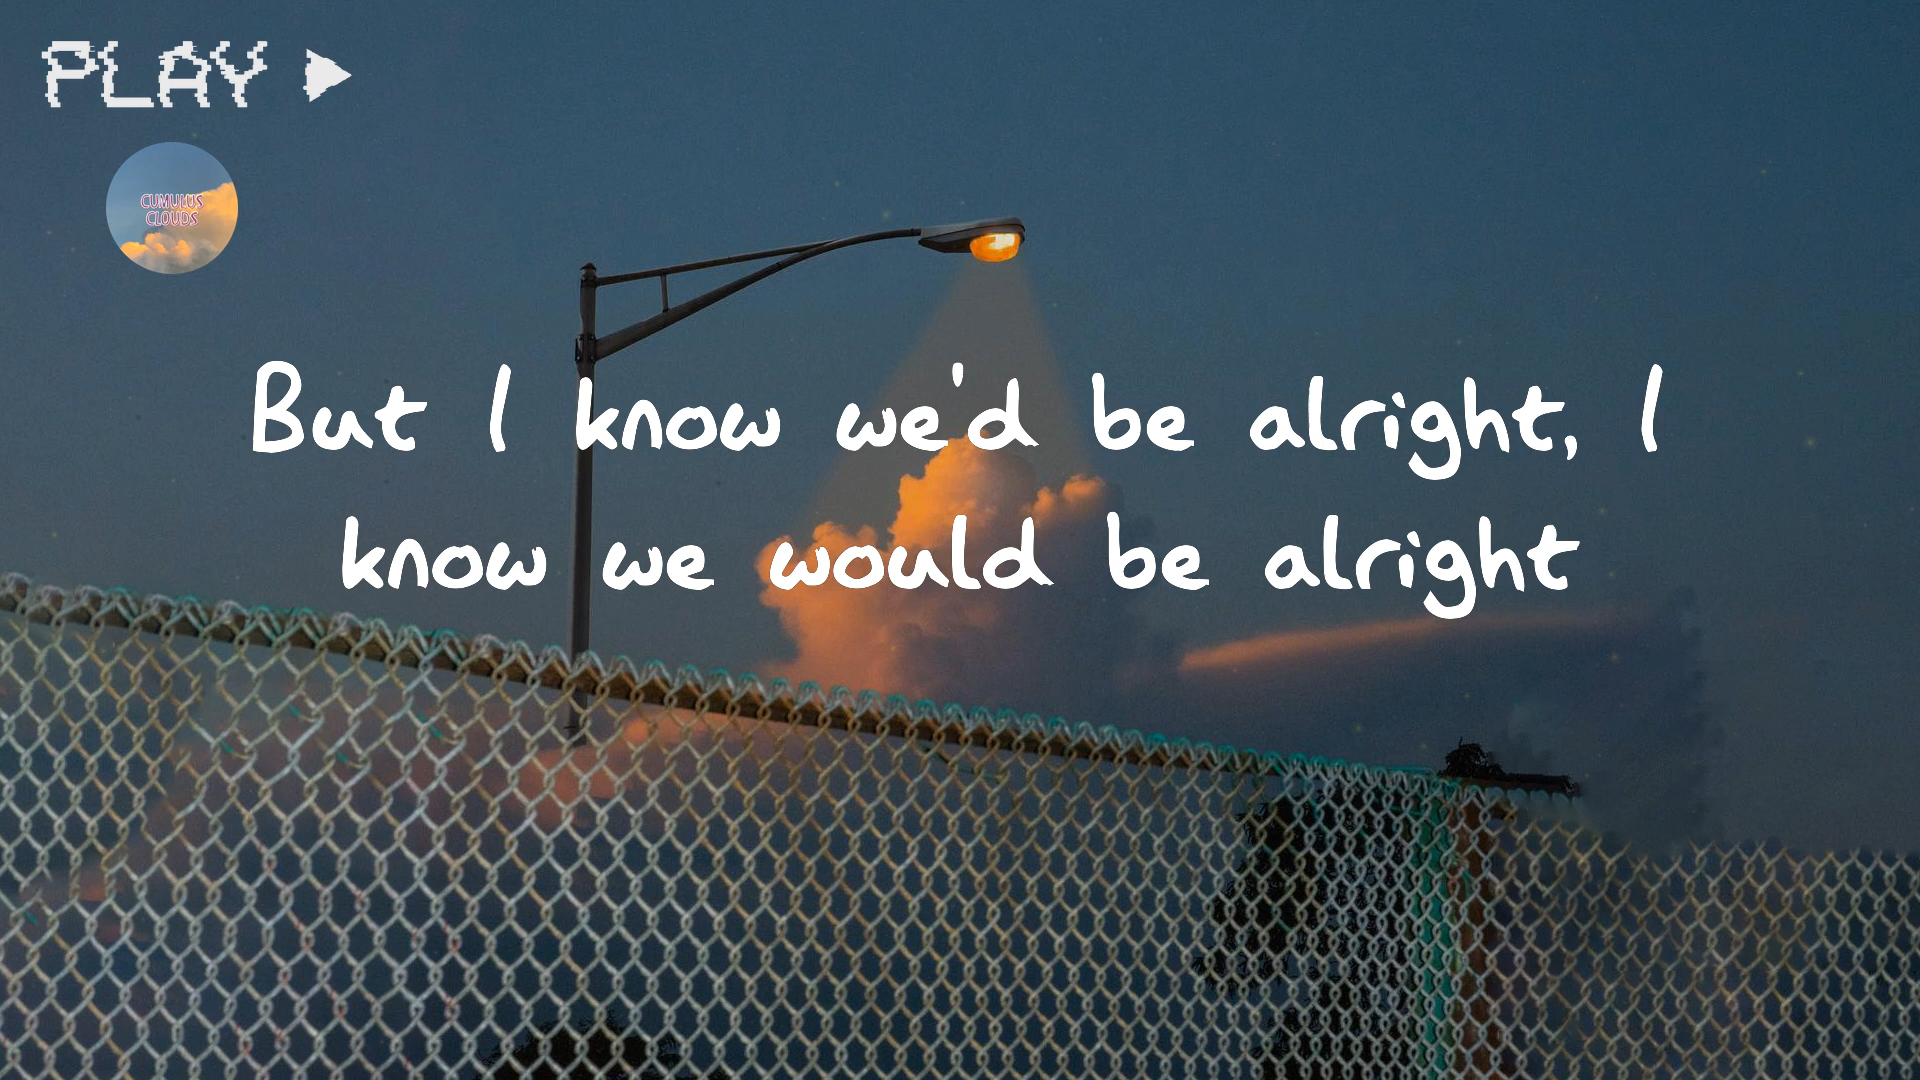 PLAY
CUMULUS
CLOUDS
But I know we'd be alright, I
know we would be alright